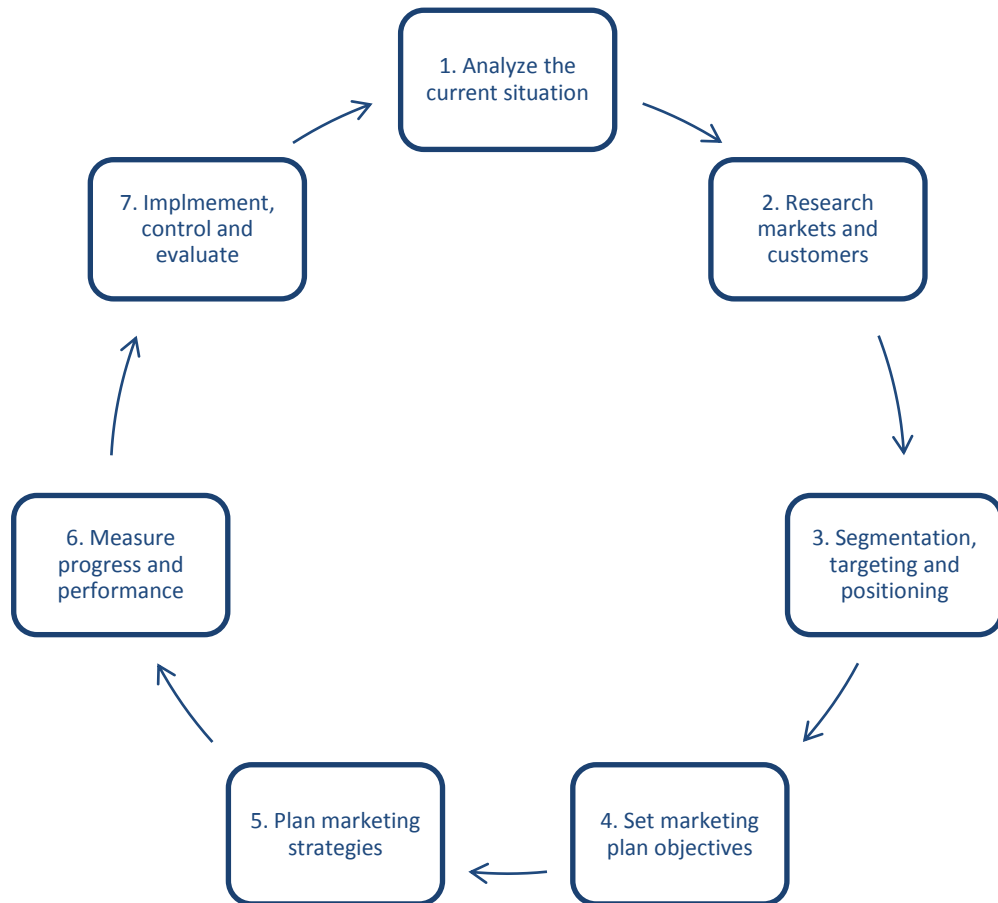 1. Analyze the
current situation
2. Research
markets and
customers
3. Segmentation,
targeting and
positioning
4. Set marketing
plan objectives
5. Plan marketing
strategies
6. Measure
progress and
performance
7. Implmement,
control and
evaluate